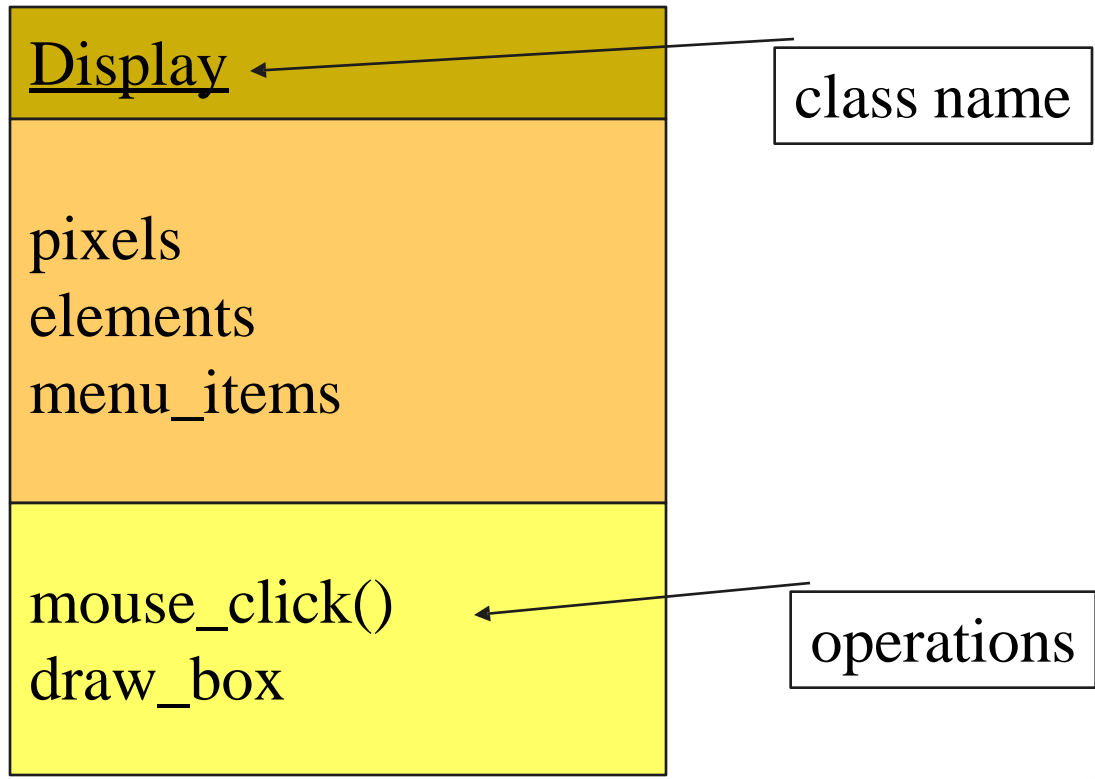 Display
class name
pixels
elements
menu_items
mouse_click()
operations
draw_box